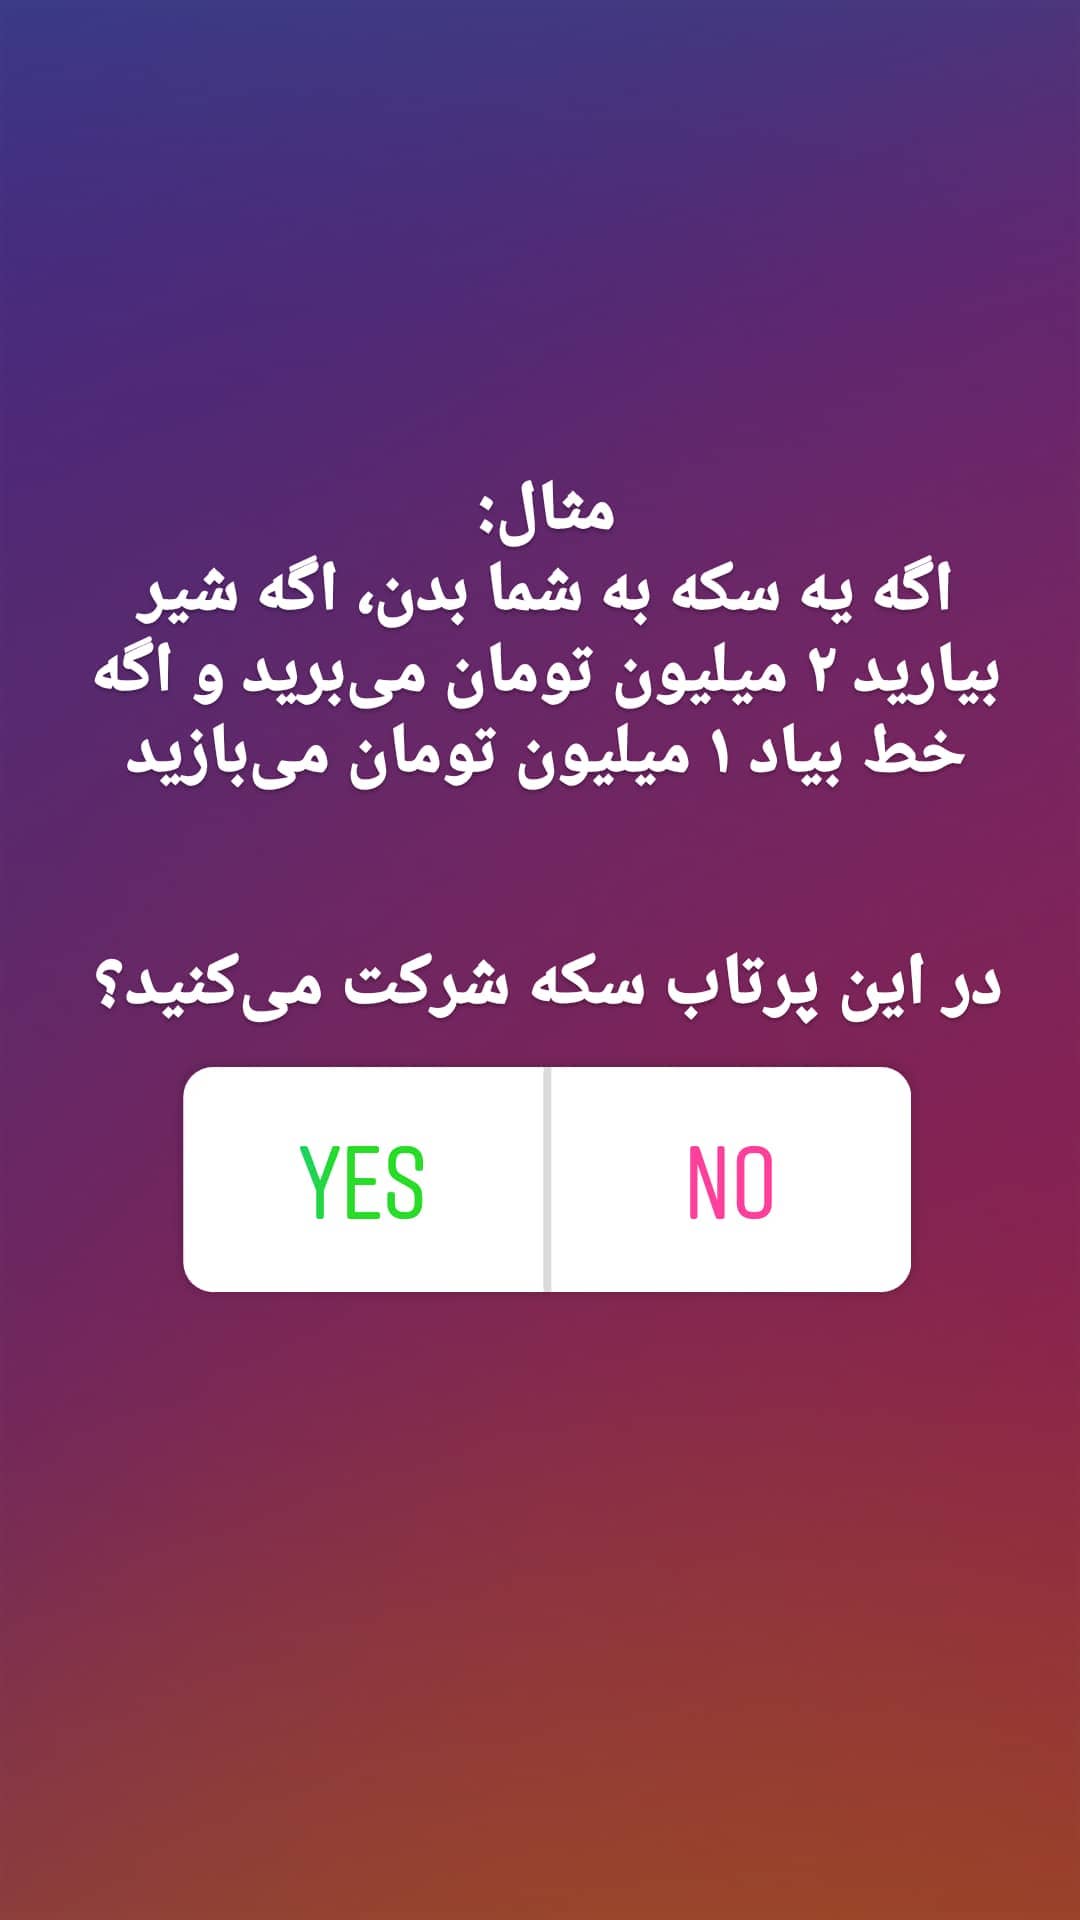 مثال:
اگه یه سکه به شما بدن، اگه شیر
بیارید ۲ میلیون تومان می‌برید و اگه
خط بیاد ۱ میلیون تومان می‌بازید
در این پرتاب سکه شرکت می‌کنید؟
YES
NO